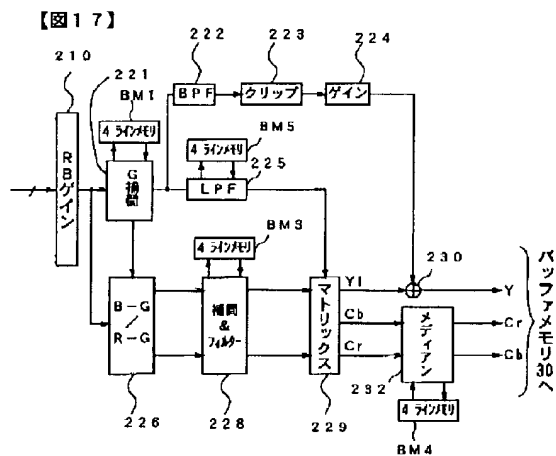 【図17】
210
221
222
223
224
BM1
BPF
クリップ
ゲイン
4 ラインメモリ
BM5
4 ラインメモリ
225
RBゲイン
G補間
LPF
BM3
4 ラインメモリ
230
B-G/R-G
補間&フィルター
マトリックス
Yl
Y
Cb
Cr
メディアン
Cr
Cb
バッファメモリ30へ
226
228
229
232
4 ラインメモリ
BM4